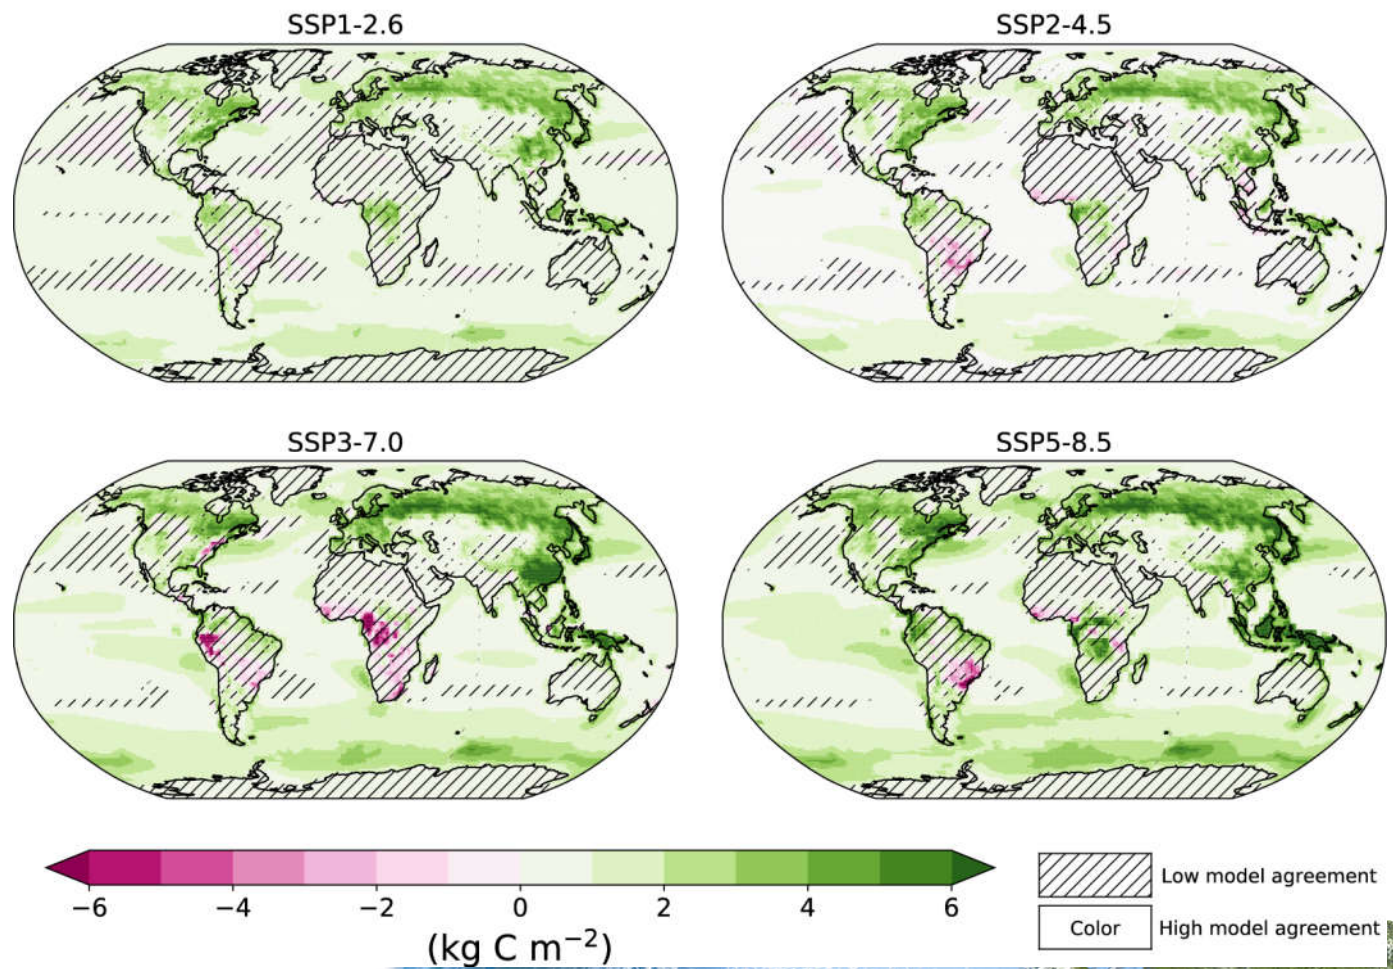 SSP1-2.6
SSP2-4.5
SSP3-7.0
SSP5-8.5
−6 −4 −2 0 2 4 6
(kg C m⁻²)
Low model agreement
Color High model agreement